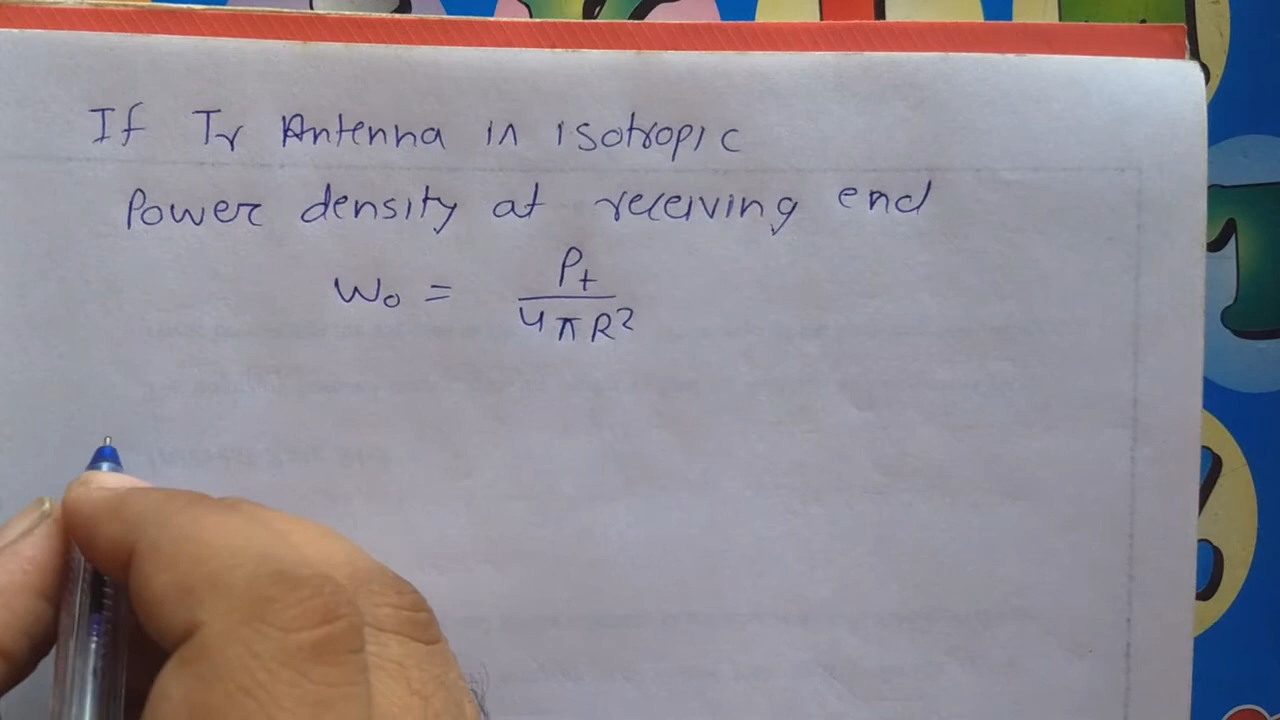 If Tr Antenna in isotropic
Power density at receiving end
W₀ = Pt / 4πR²